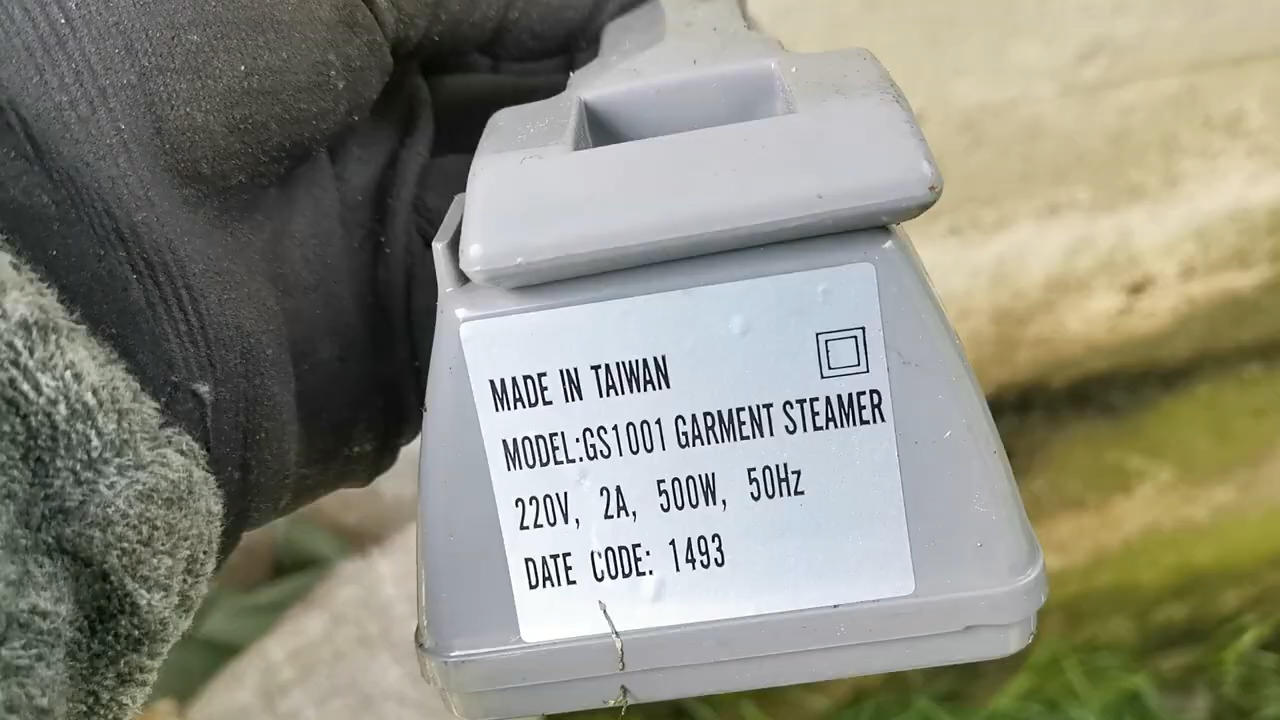 MADE IN TAIWAN
MODEL:GS1001 GARMENT STEAMER
220V, 2A, 500W, 50Hz
DATE CODE: 1493